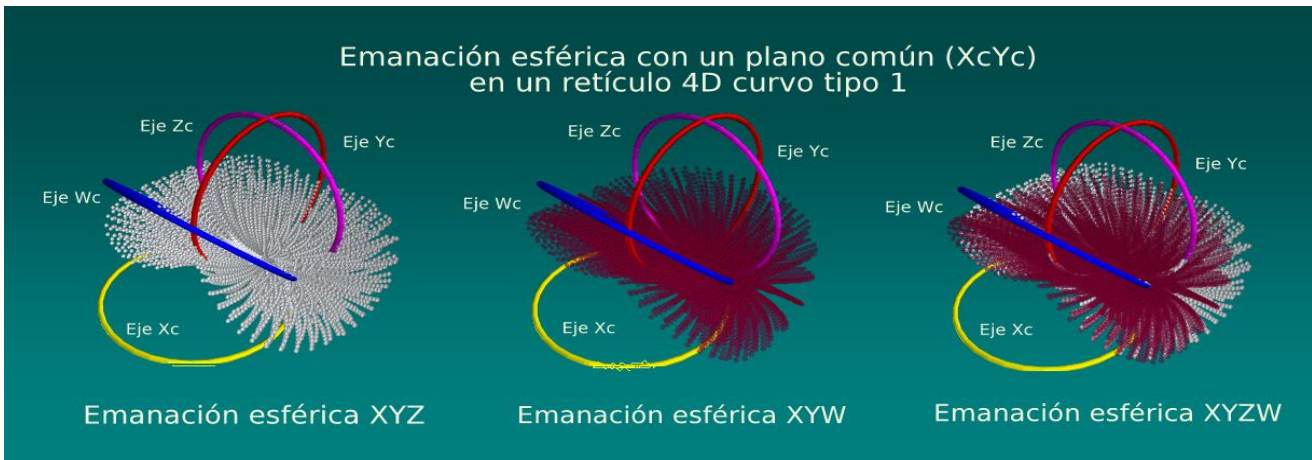 Emanación esférica con un plano común (XcYc)
en un retículo 4D curvo tipo 1
Eje Zc
Eje Yc
Eje Wc
Eje Xc
Emanación esférica XYZ
Eje Zc
Eje Yc
Eje Wc
Eje Xc
Emanación esférica XYW
Eje Zc
Eje Yc
Eje Wc
Eje Xc
Emanación esférica XYZW